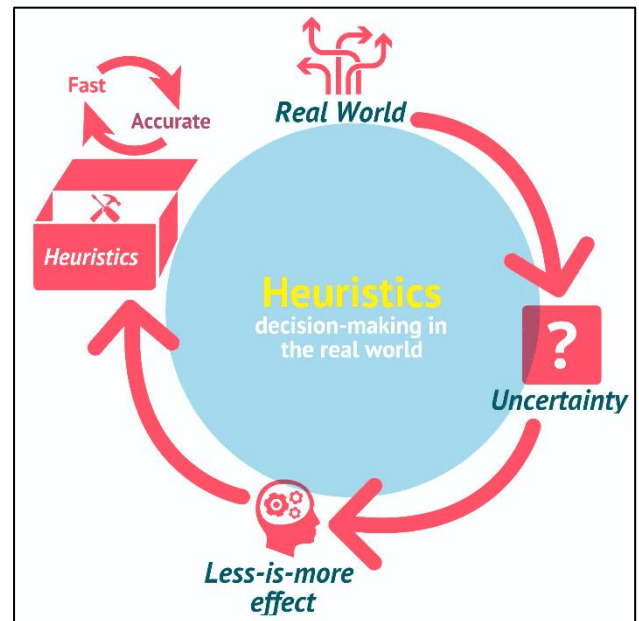 Fast
Accurate
Heuristics
Real World
Heuristics
decision-making in
the real world
?
Uncertainty
Less-is-more
effect